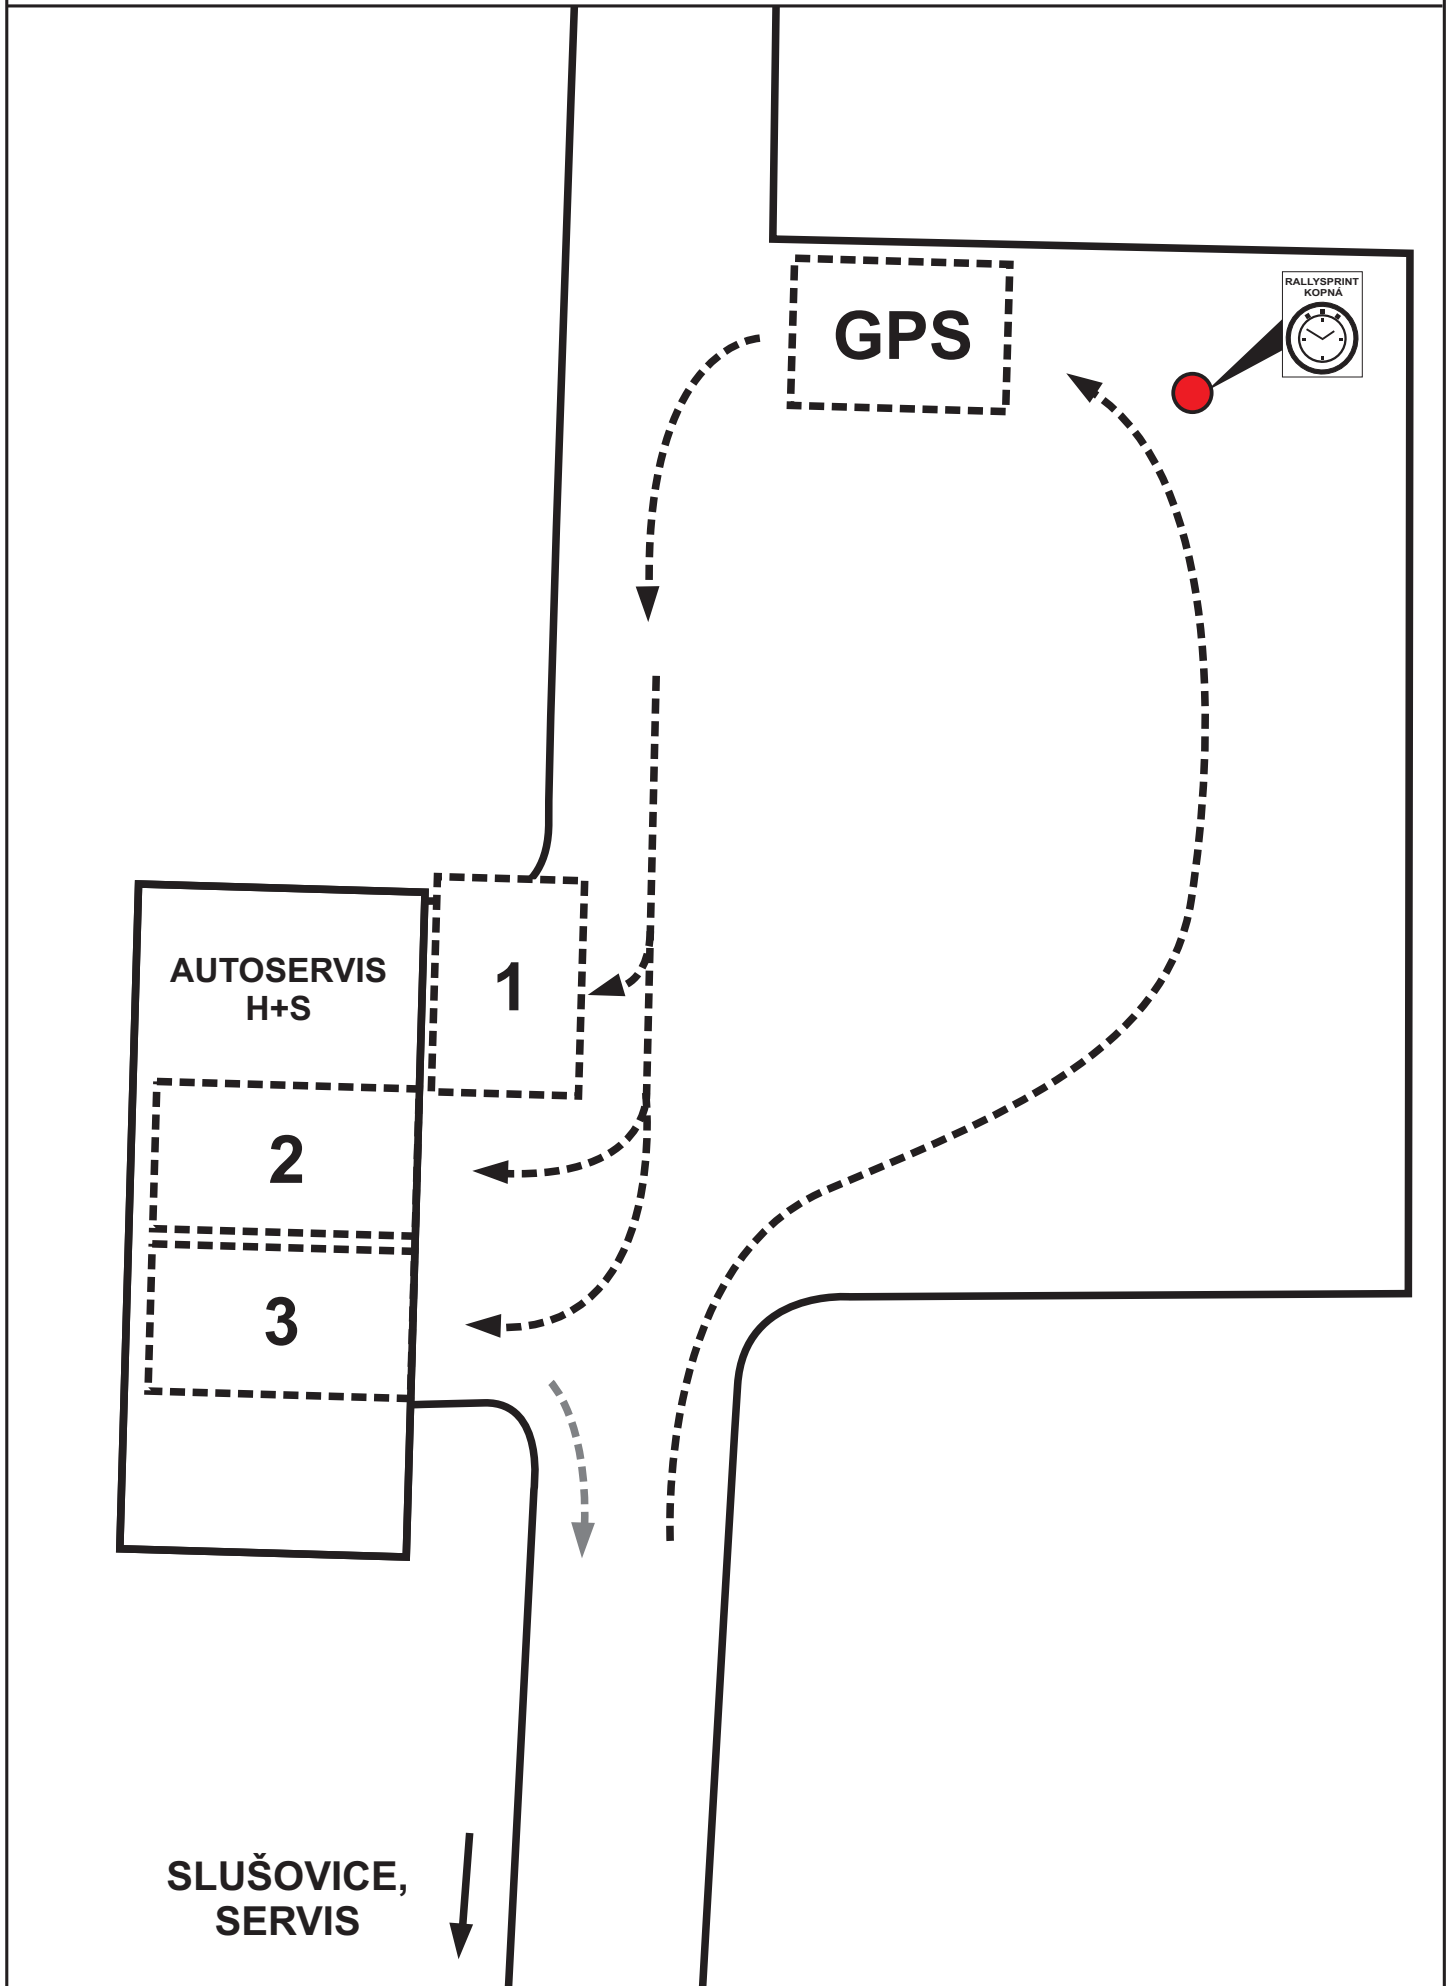 RALLYSPRINT
KOPNÁ
GPS
AUTOSERVIS
H+S
1
2
3
SLUŠOVICE,
SERVIS